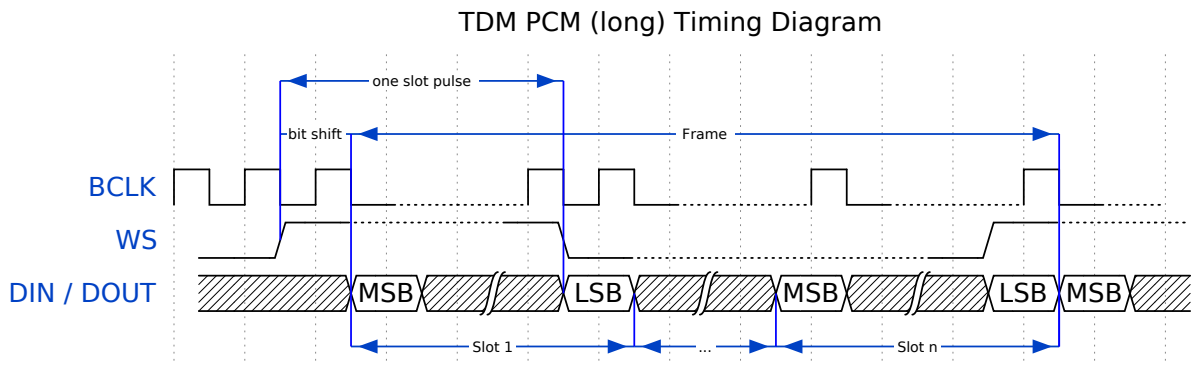 TDM PCM (long) Timing Diagram
one slot pulse
bit shift
Frame
BCLK
WS
DIN / DOUT
MSB
LSB
MSB
LSB
MSB
Slot 1
...
Slot n